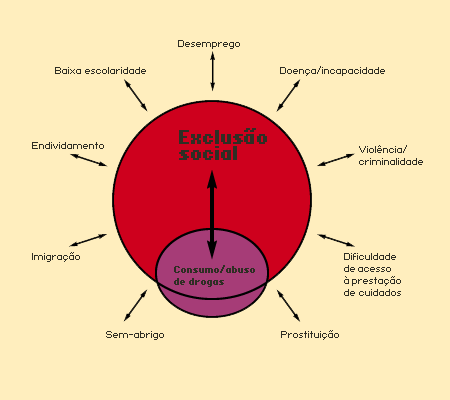 Desemprego
Baixa escolaridade
Doença/incapacidade
Exclusão
social
Endividamento
Violência/
criminalidade
Imigração
Consumo/abuso
de drogas
Dificuldade
de acesso
à prestação
de cuidados
Sem-abrigo
Prostituição